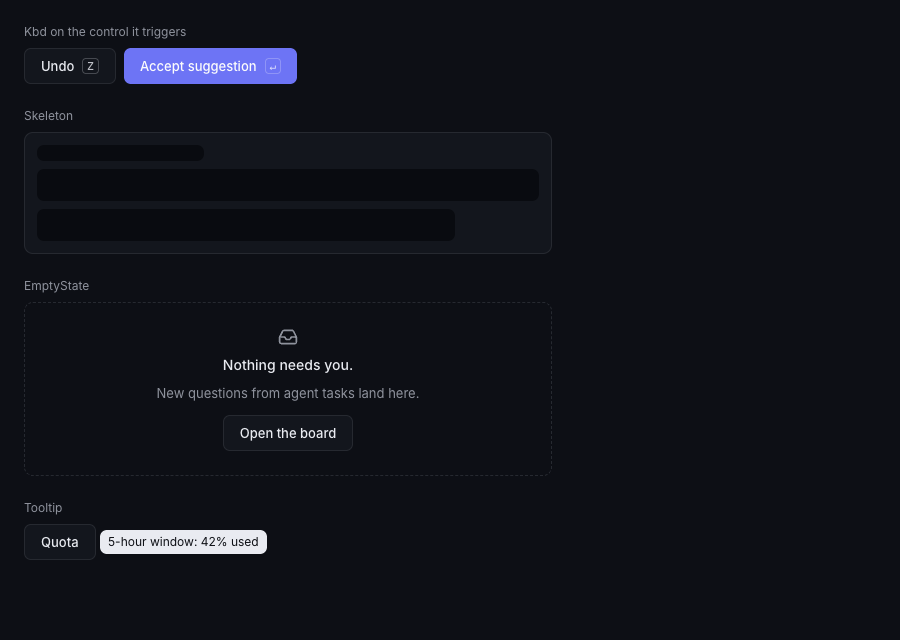 Kbd on the control it triggers
Undo Z Accept suggestion ↵
Skeleton
EmptyState
Nothing needs you.
New questions from agent tasks land here.
Open the board
Tooltip
Quota 5-hour window: 42% used